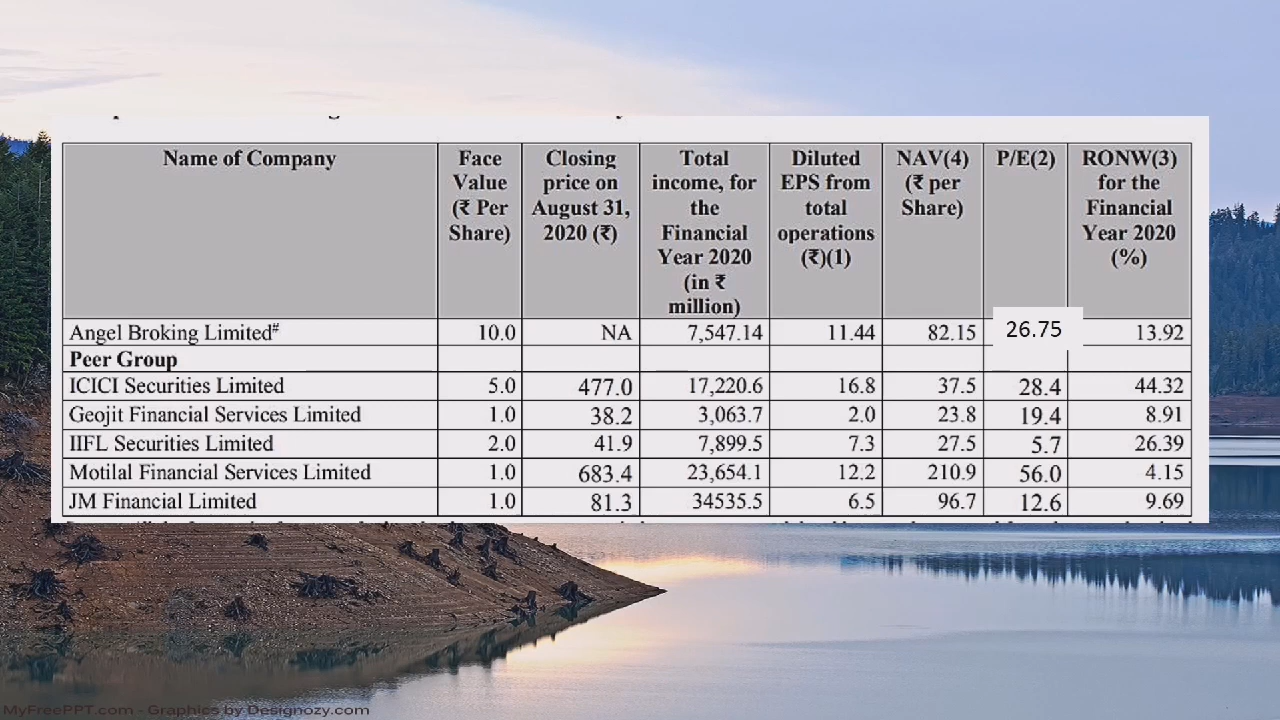 Name of Company Face Value (₹ Per Share) Closing price on August 31, 2020 (₹) Total income, for the Financial Year 2020 (in ₹ million) Diluted EPS from total operations (₹)(1) NAV(4) (₹ per Share) P/E(2) RONW(3) for the Financial Year 2020 (%)
Angel Broking Limited# 10.0 NA 7,547.14 11.44 82.15 26.75 13.92
Peer Group
ICICI Securities Limited 5.0 477.0 17,220.6 16.8 37.5 28.4 44.32
Geojit Financial Services Limited 1.0 38.2 3,063.7 2.0 23.8 19.4 8.91
IIFL Securities Limited 2.0 41.9 7,899.5 7.3 27.5 5.7 26.39
Motilal Financial Services Limited 1.0 683.4 23,654.1 12.2 210.9 56.0 4.15
JM Financial Limited 1.0 81.3 34535.5 6.5 96.7 12.6 9.69
MyFreePPT.com - Graphics by Designozy.com